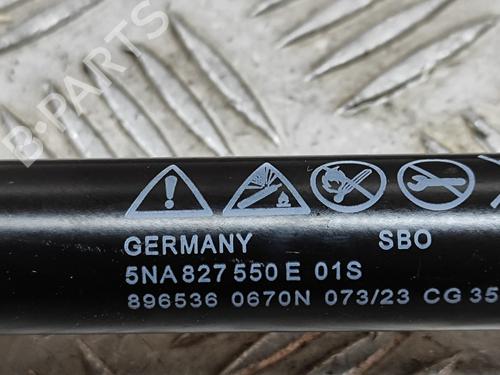 B·PARTS
GERMANY SBO
5NA 827 550 E 01S
896536 0670N 073/23 CG 35